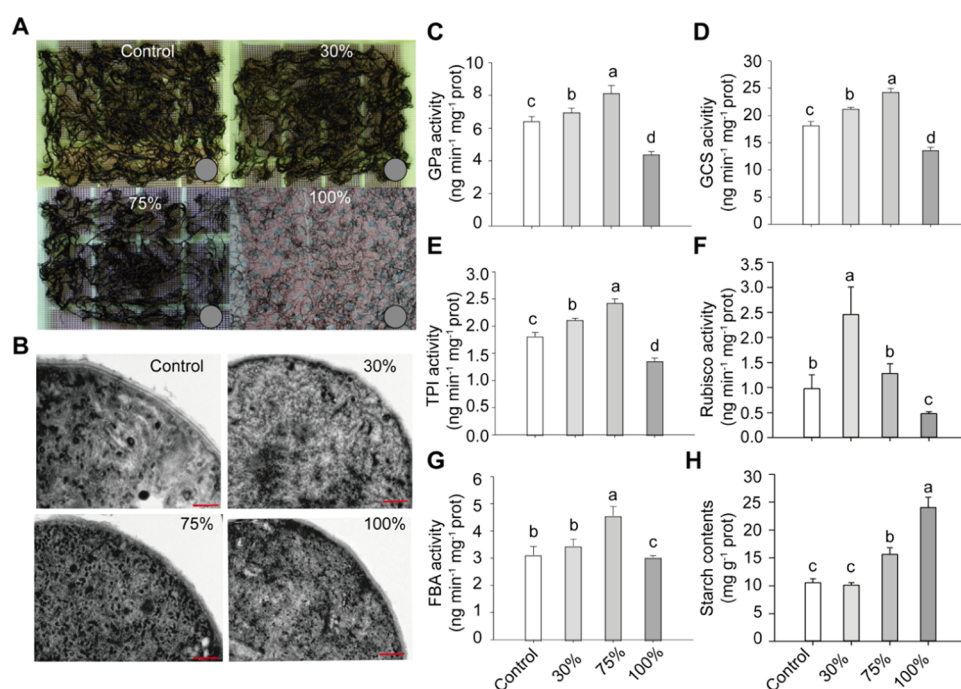 A
Control
30%
75%
100%
B
Control
30%
75%
100%
C
GPa activity
(ng min⁻¹ mg⁻¹ prot)
10
8
6
4
2
0
c
b
a
d
D
GCS acivitiy
(ng min⁻¹ mg⁻¹ prot)
30
25
20
15
10
5
0
c
b
a
d
E
TPI activity
(ng min⁻¹ mg⁻¹ prot)
3.0
2.5
2.0
1.5
1.0
0.5
0.0
c
b
a
d
F
Rubisco activity
(ng min⁻¹ mg⁻¹ prot)
3.5
3.0
2.5
2.0
1.5
1.0
0.5
0.0
b
a
b
c
G
FBA activity
(ng min⁻¹ mg⁻¹ prot)
6
5
4
3
2
1
0
b
b
a
c
Control
30%
75%
100%
H
Starch contents
(mg g⁻¹ prot)
30
25
20
15
10
5
0
c
c
b
a
Control
30%
75%
100%